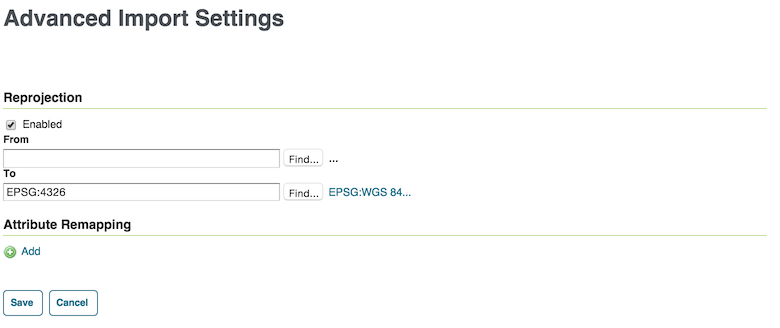 Advanced Import Settings
Reprojection
Enabled
From
Find... ...
To
EPSG:4326 Find... EPSG:WGS 84...
Attribute Remapping
Add
Save Cancel